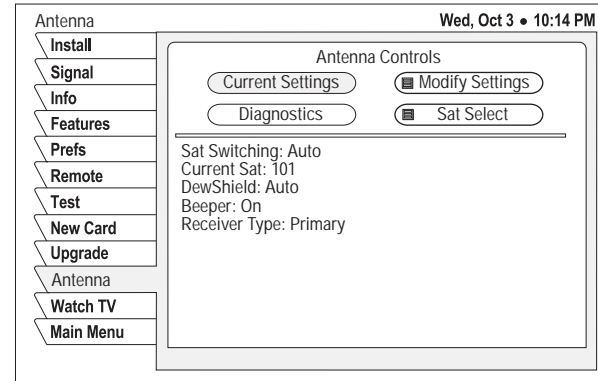 Antenna
Wed, Oct 3 ● 10:14 PM
Install
Signal
Info
Features
Prefs
Remote
Test
New Card
Upgrade
Antenna
Watch TV
Main Menu
Antenna Controls
Current Settings
Modify Settings
Diagnostics
Sat Select
Sat Switching: Auto
Current Sat: 101
DewShield: Auto
Beeper: On
Receiver Type: Primary